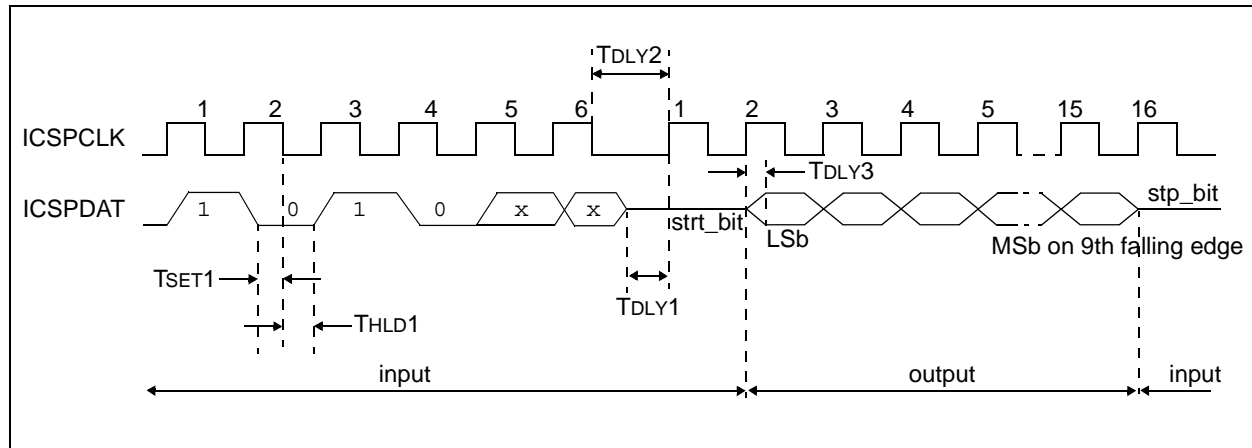 TDLY2
1 2 3 4 5 6 1 2 3 4 5 15 16
ICSPCLK
TDLY3
ICSPDAT
1 0 1 0 x x strt_bit stp_bit
LSb MSb on 9th falling edge
TSET1
TDLY1
THLD1
input output input